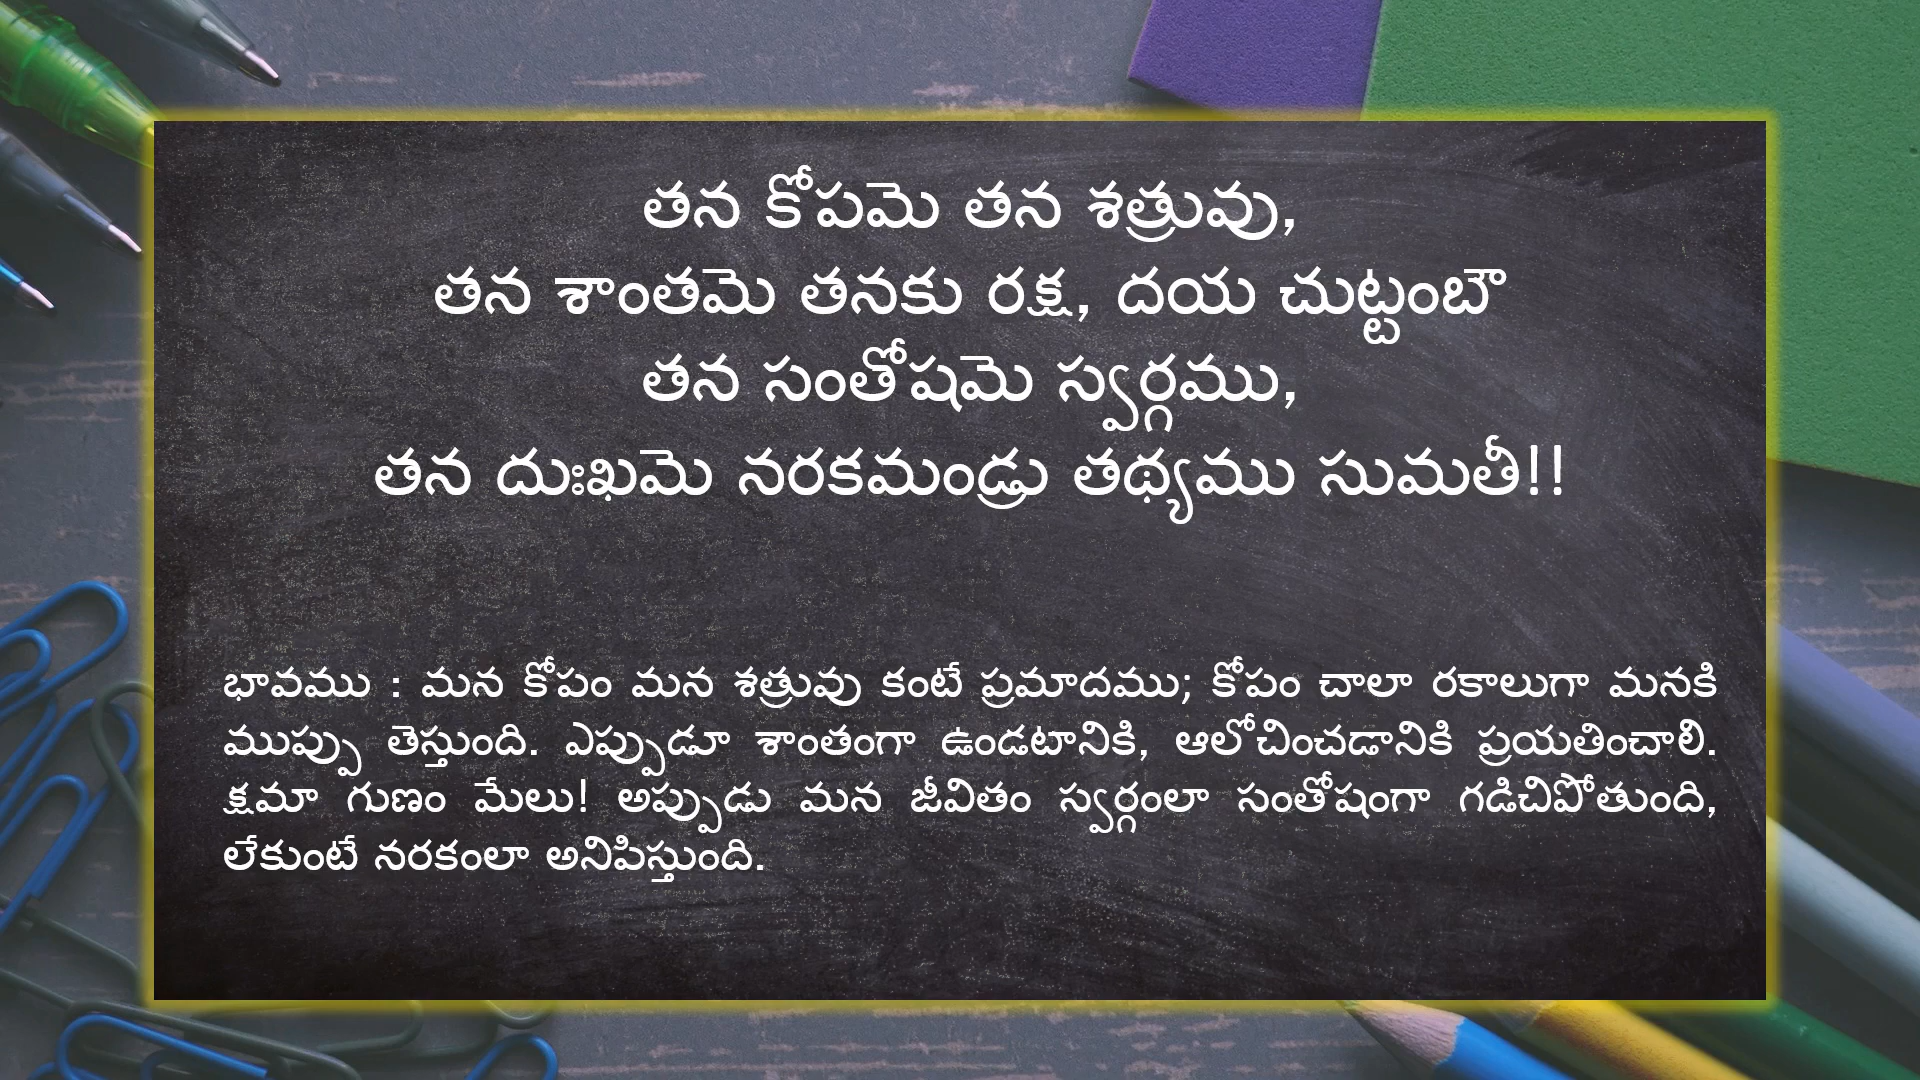 తన కోపమె తన శత్రువు,
తన శాంతమె తనకు రక్ష, దయ చుట్టంబౌ
తన సంతోషమె స్వర్గము,
తన దుఃఖమె నరకమండ్రు తథ్యము సుమతీ!!
భావము : మన కోపం మన శత్రువు కంటే ప్రమాదము; కోపం చాలా రకాలుగా మనకి
ముప్పు తెస్తుంది. ఎప్పుడూ శాంతంగా ఉండటానికి, ఆలోచించడానికి ప్రయతించాలి.
క్షమా గుణం మేలు! అప్పుడు మన జీవితం స్వర్గంలా సంతోషంగా గడిచిపోతుంది,
లేకుంటే నరకంలా అనిపిస్తుంది.